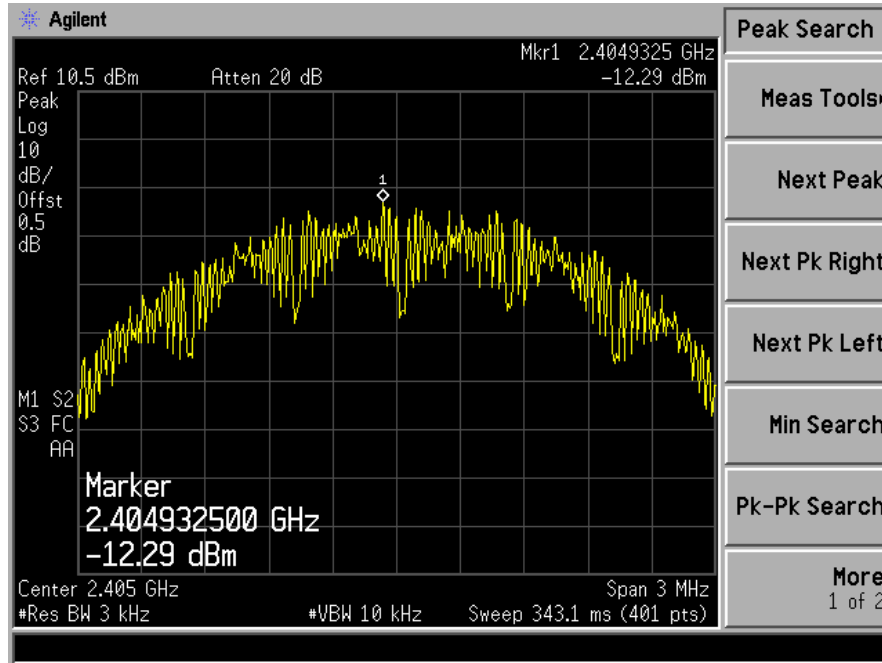 Agilent
Peak Search
Mkr1 2.4049325 GHz
Ref 10.5 dBm Atten 20 dB -12.29 dBm
Peak
Log
10
dB/
Offst
0.5
dB
1
Meas Tools
Next Peak
Next Pk Right
Next Pk Left
M1 S2
S3 FC
AA
Min Search
Marker
2.404932500 GHz
-12.29 dBm
Pk-Pk Search
Center 2.405 GHz Span 3 MHz
#Res BW 3 kHz #VBW 10 kHz Sweep 343.1 ms (401 pts)
More
1 of 2